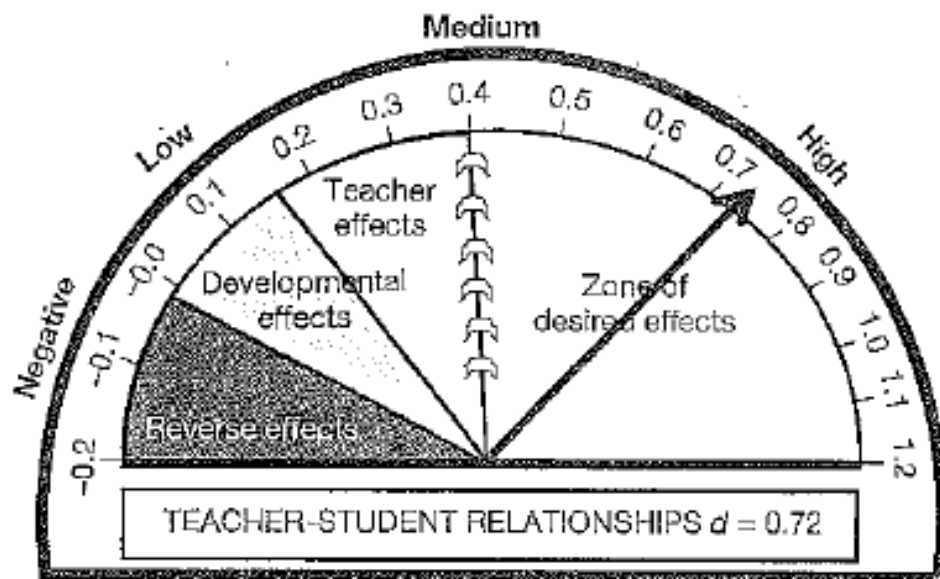 Medium
Low
High
Negative
-0.2
-0.1
-0.0
0.1
0.2
0.3
0.4
0.5
0.6
0.7
0.8
0.9
1.0
1.1
1.2
Teacher
effects
Developmental
effects
Reverse effects
Zone of
desired effects
TEACHER-STUDENT RELATIONSHIPS d = 0.72